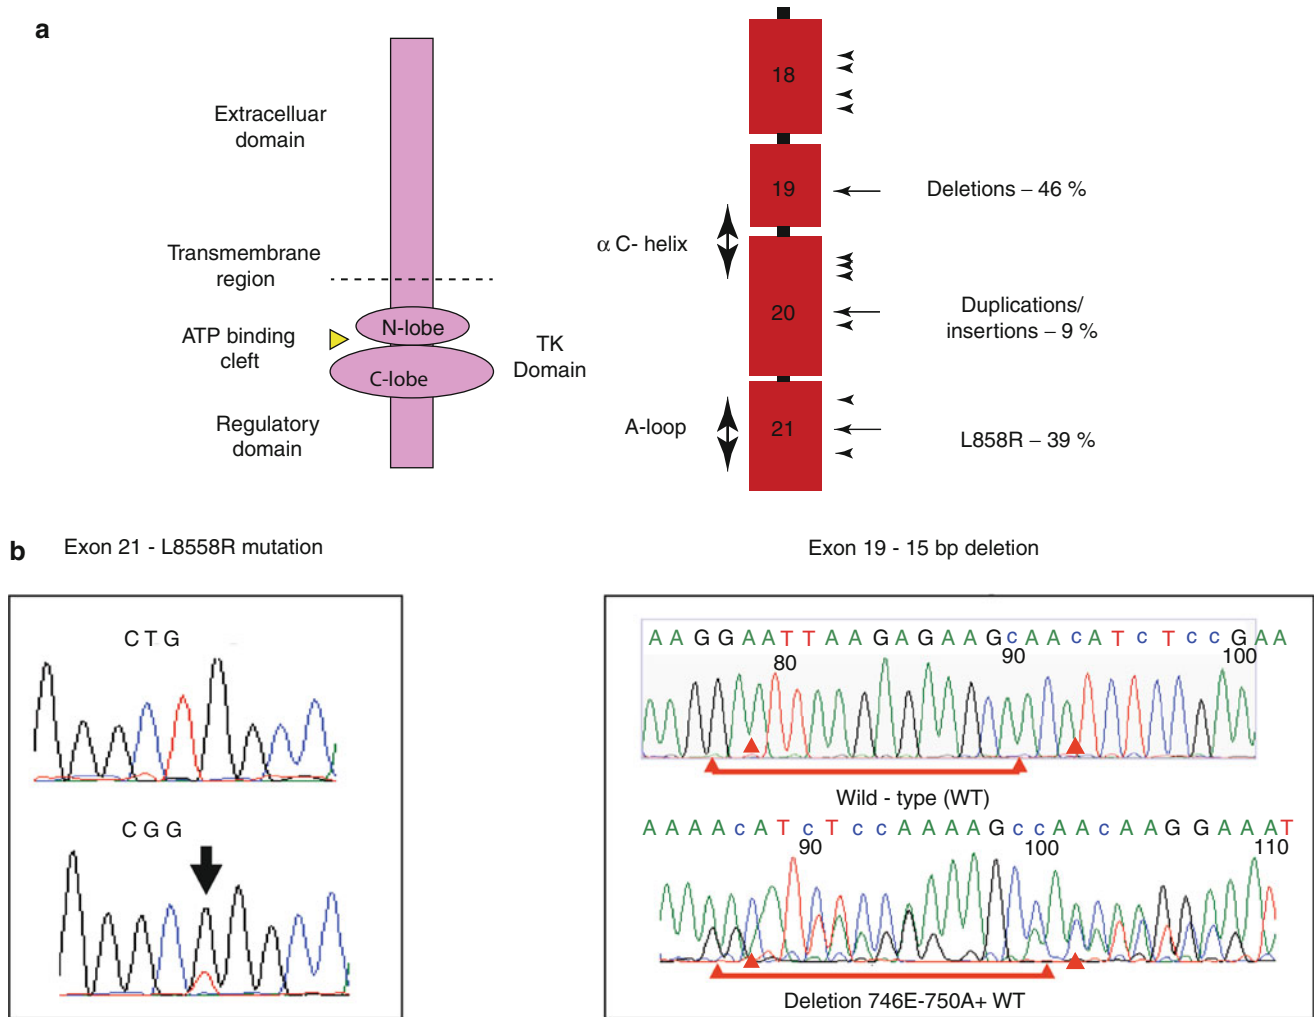 a
Extracelluar
domain
Transmembrane
region
ATP binding
cleft
N-lobe
C-lobe
TK
Domain
Regulatory
domain
18
19
Deletions – 46 %
α C- helix
20
Duplications/
insertions – 9 %
A-loop
21
L858R – 39 %
b
Exon 21 - L8558R mutation
Exon 19 - 15 bp deletion
C T G
C G G
A A G G A A T T A A G A G A A G c A A c A T c T c c G A A
80 90 100
Wild - type (WT)
A A A A c A T c T c c A A A A G c c A A c A A G G A A A T
90 100 110
Deletion 746E-750A+ WT